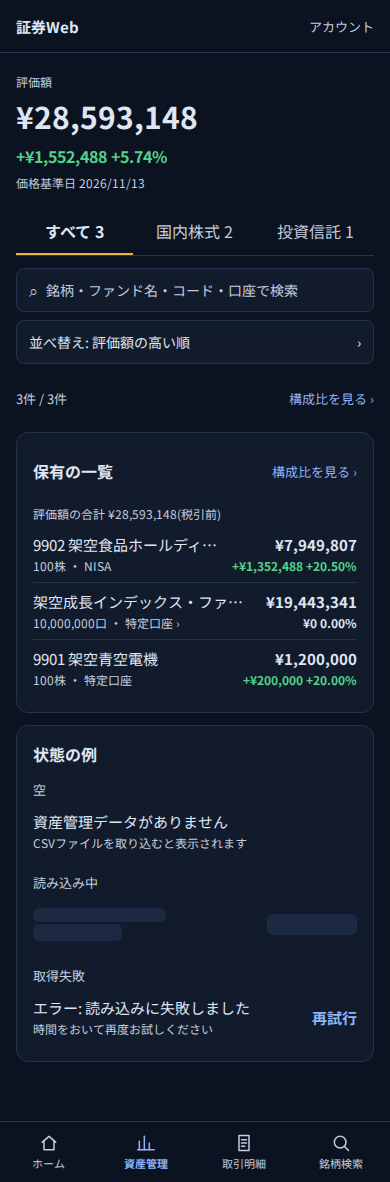 証券Web
アカウント
評価額
¥28,593,148
+¥1,552,488 +5.74%
価格基準日 2026/11/13
すべて 3
国内株式 2
投資信託 1
銘柄・ファンド名・コード・口座で検索
並べ替え: 評価額の高い順 ›
3件 / 3件
構成比を見る ›
保有の一覧
構成比を見る ›
評価額の合計 ¥28,593,148(税引前)
9902 架空食品ホールディ…
¥7,949,807
100株 ・ NISA
+¥1,352,488 +20.50%
架空成長インデックス・ファ…
¥19,443,341
10,000,000口 ・ 特定口座 ›
¥0 0.00%
9901 架空青空電機
¥1,200,000
100株 ・ 特定口座
+¥200,000 +20.00%
状態の例
空
資産管理データがありません
CSVファイルを取り込むと表示されます
読み込み中
取得失敗
エラー: 読み込みに失敗しました
時間をおいて再度お試しください
再試行
ホーム
資産管理
取引明細
銘柄検索